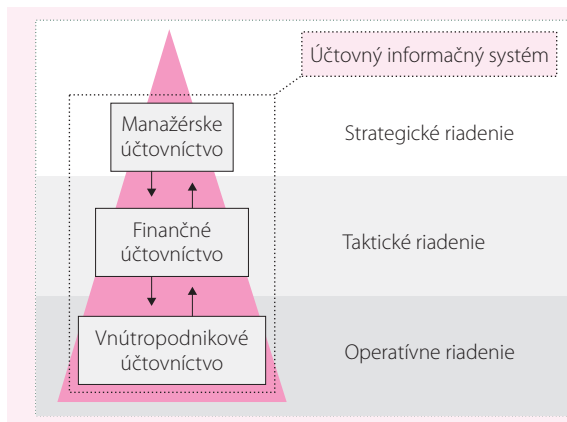 Účtovný informačný systém
Manažérske
účtovníctvo
Strategické riadenie
Finančné
účtovníctvo
Taktické riadenie
Vnútropodnikové
účtovníctvo
Operatívne riadenie